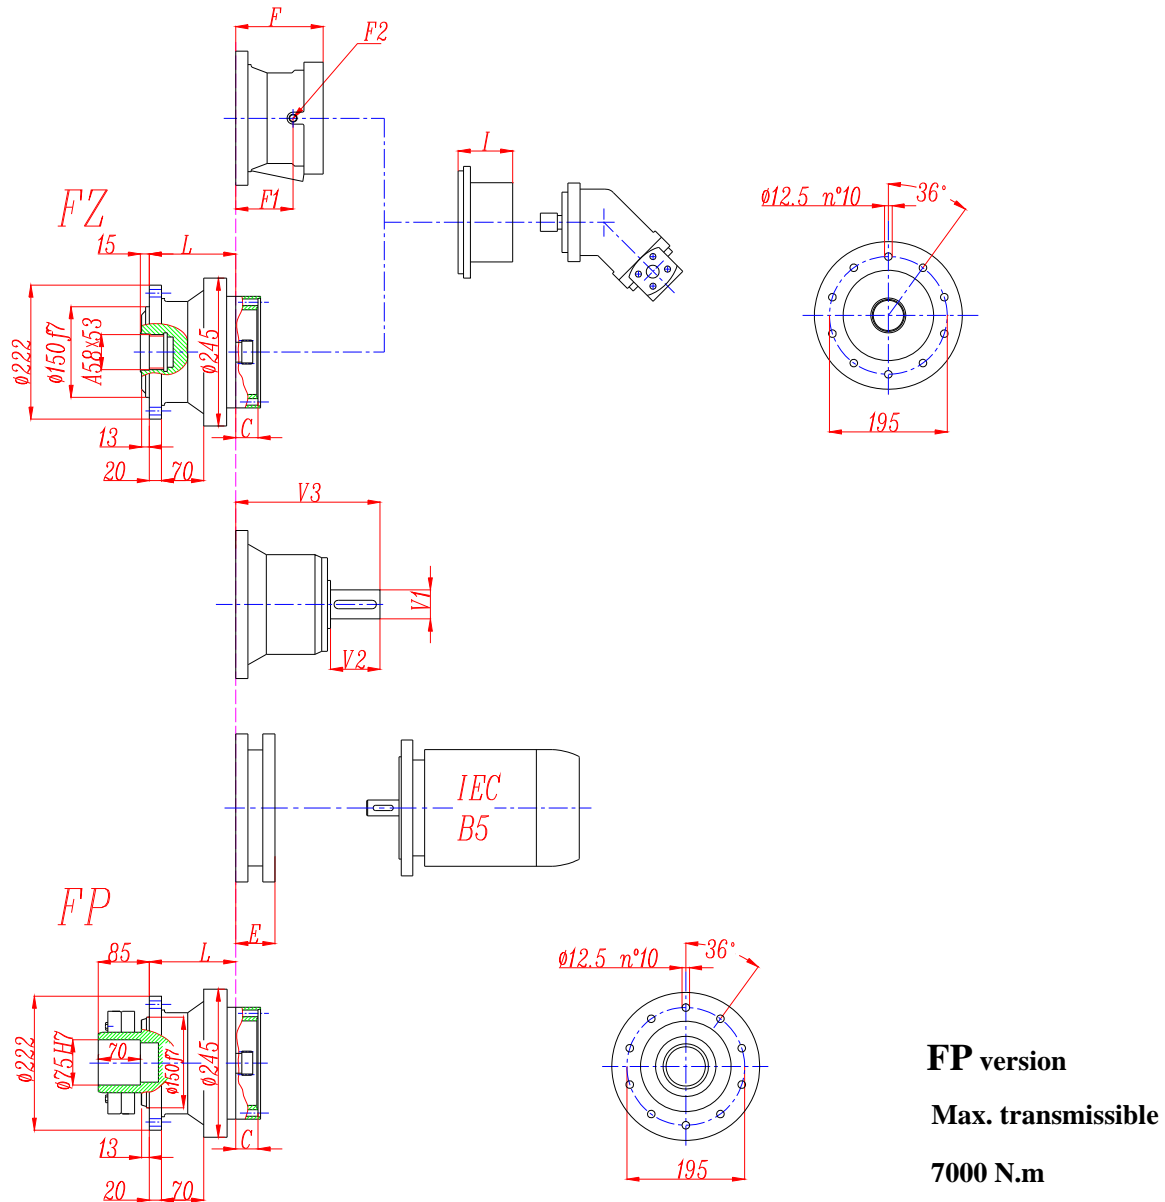 F
F2
I
F1
FZ
15
L
ø222
ø150 f7
A58x53
ø245
13
C
20
70
ø12.5 n°10
36°
195
V3
V1
V2
IEC
B5
E
FP
85
L
ø222
ø75H7
70
ø150 f7
ø245
13
C
20
70
ø12.5 n°10
36°
195
FP version
Max. transmissible
7000 N.m